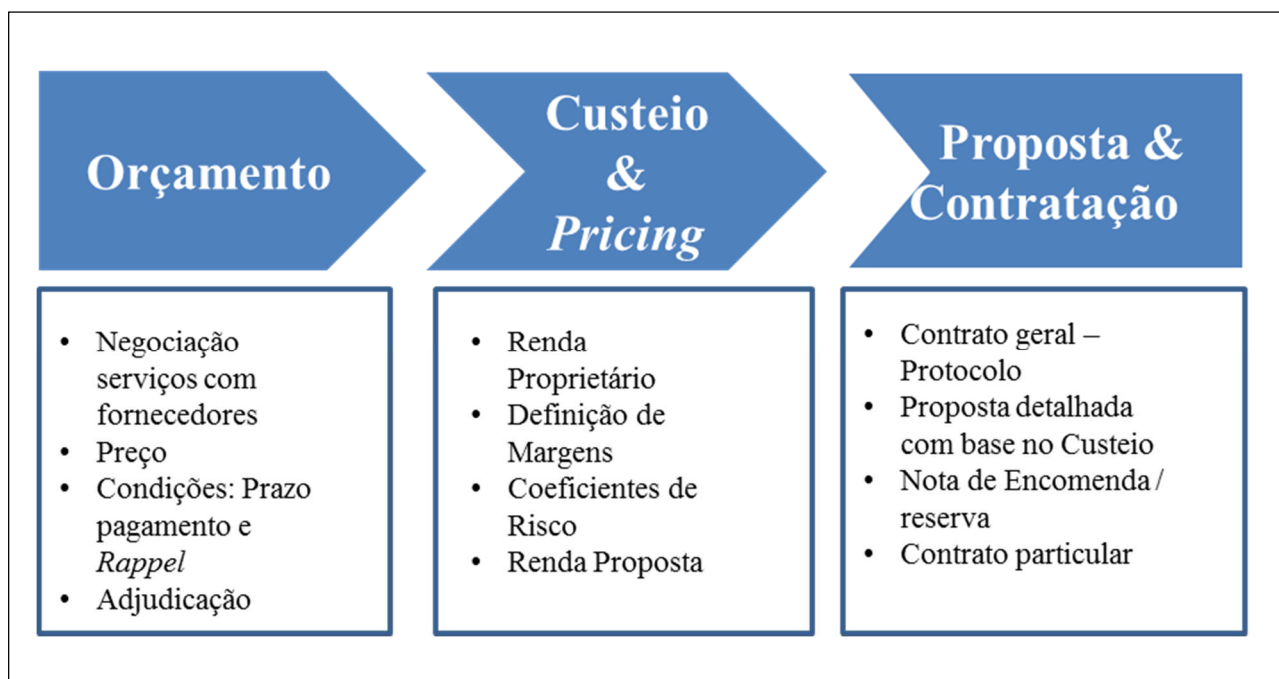 Orçamento
Custeio
&
Pricing
Proposta &
Contratação
• Negociação
serviços com
fornecedores
• Preço
• Condições: Prazo
pagamento e
Rappel
• Adjudicação
• Renda
Proprietário
• Definição de
Margens
• Coeficientes de
Risco
• Renda Proposta
• Contrato geral –
Protocolo
• Proposta detalhada
com base no Custeio
• Nota de Encomenda /
reserva
• Contrato particular